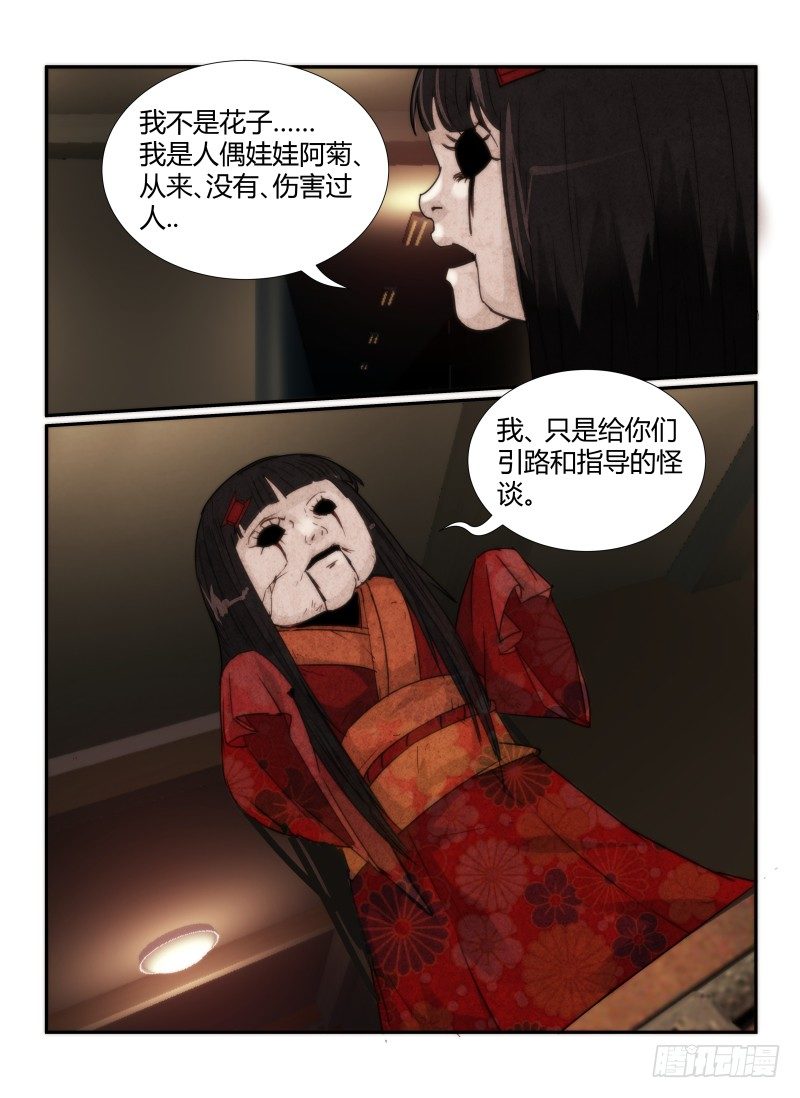 我不是花子……
我是人偶娃娃阿菊、
从来、没有、伤害过
人..
我、只是给你们
引路和指导的怪
谈。
腾讯动漫